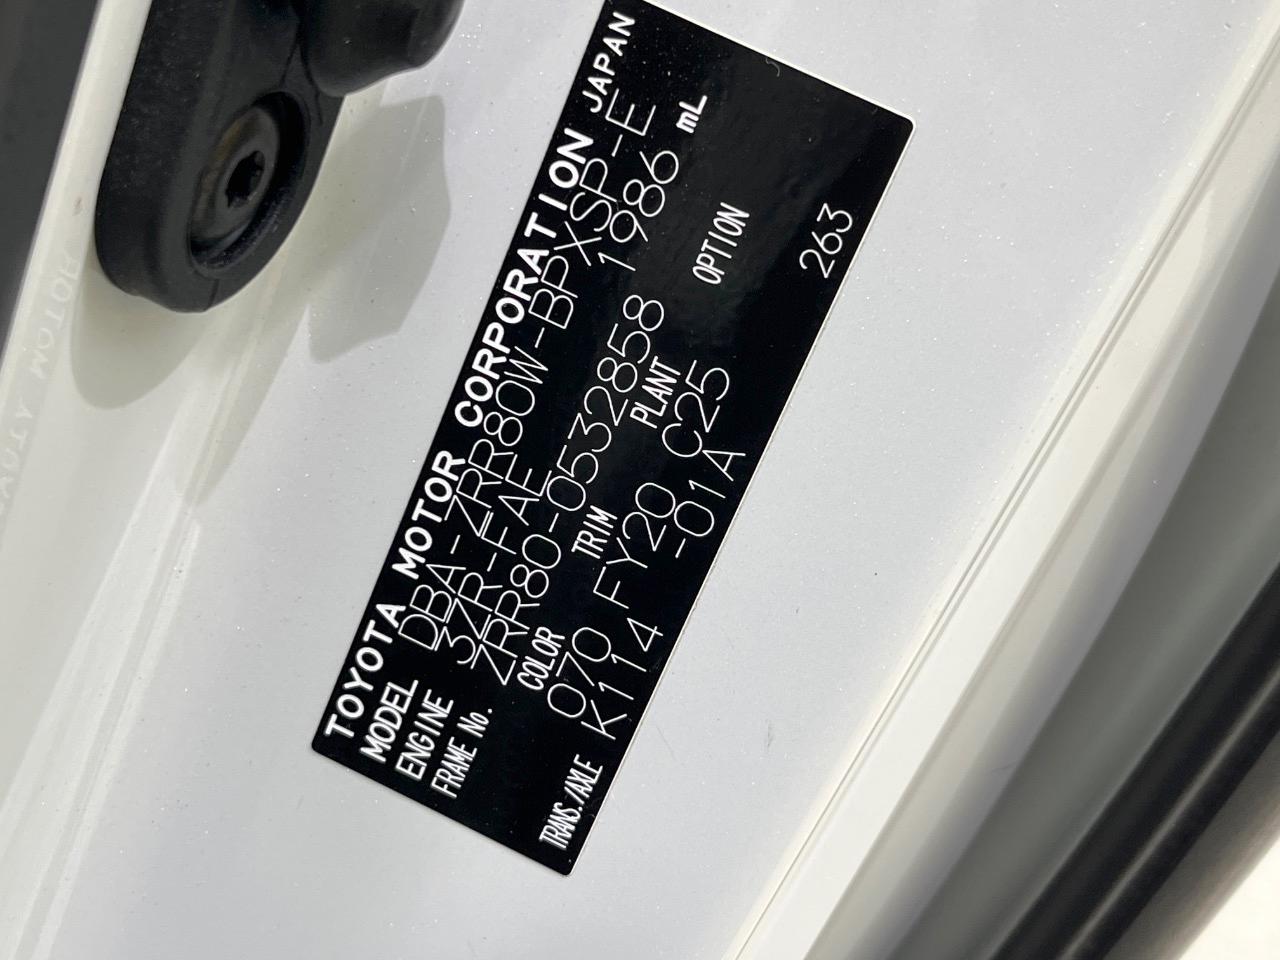 TOYOTA MOTOR CORPORATION JAPAN
MODEL DBA-ZRR80W-BPXSP-E
ENGINE 3ZR-FAE 1986 mL
FRAME No. ZRR80-0532858
COLOR TRIM PLANT OPTION
070 FY20 C25
TRANS./AXLE K114 -01A 263